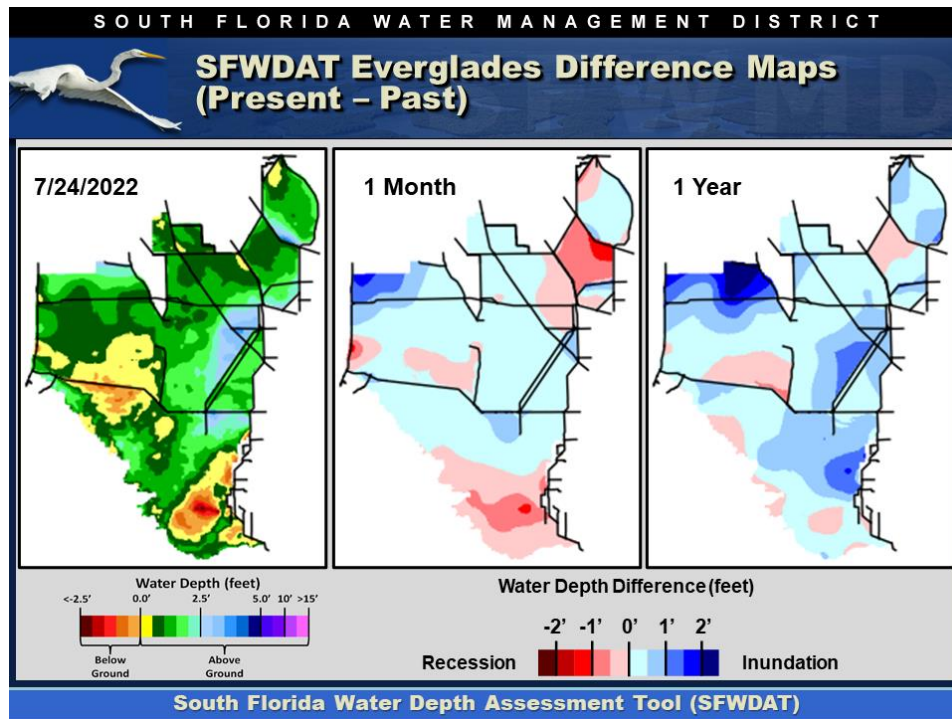 SOUTH FLORIDA WATER MANAGEMENT DISTRICT
SFWDAT Everglades Difference Maps
(Present – Past)
SFWMD
7/24/2022
1 Month
1 Year
Water Depth (feet)
<-2.5' 0.0' 2.5' 5.0' 10' >15'
Below
Ground
Above
Ground
Water Depth Difference (feet)
-2' -1' 0' 1' 2'
Recession
Inundation
South Florida Water Depth Assessment Tool (SFWDAT)